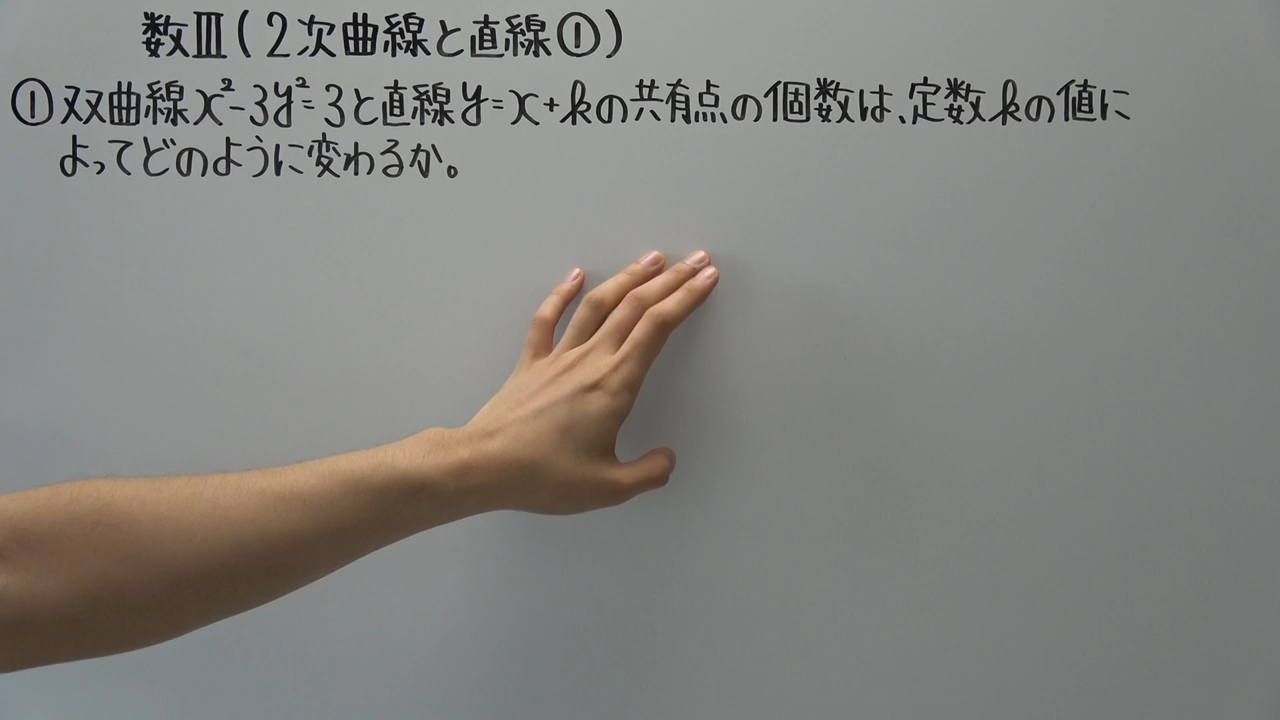 数Ⅲ(2次曲線と直線①)
①双曲線x²-3y²=3と直線y=x+kの共有点の個数は、定数kの値に
よってどのように変わるか。